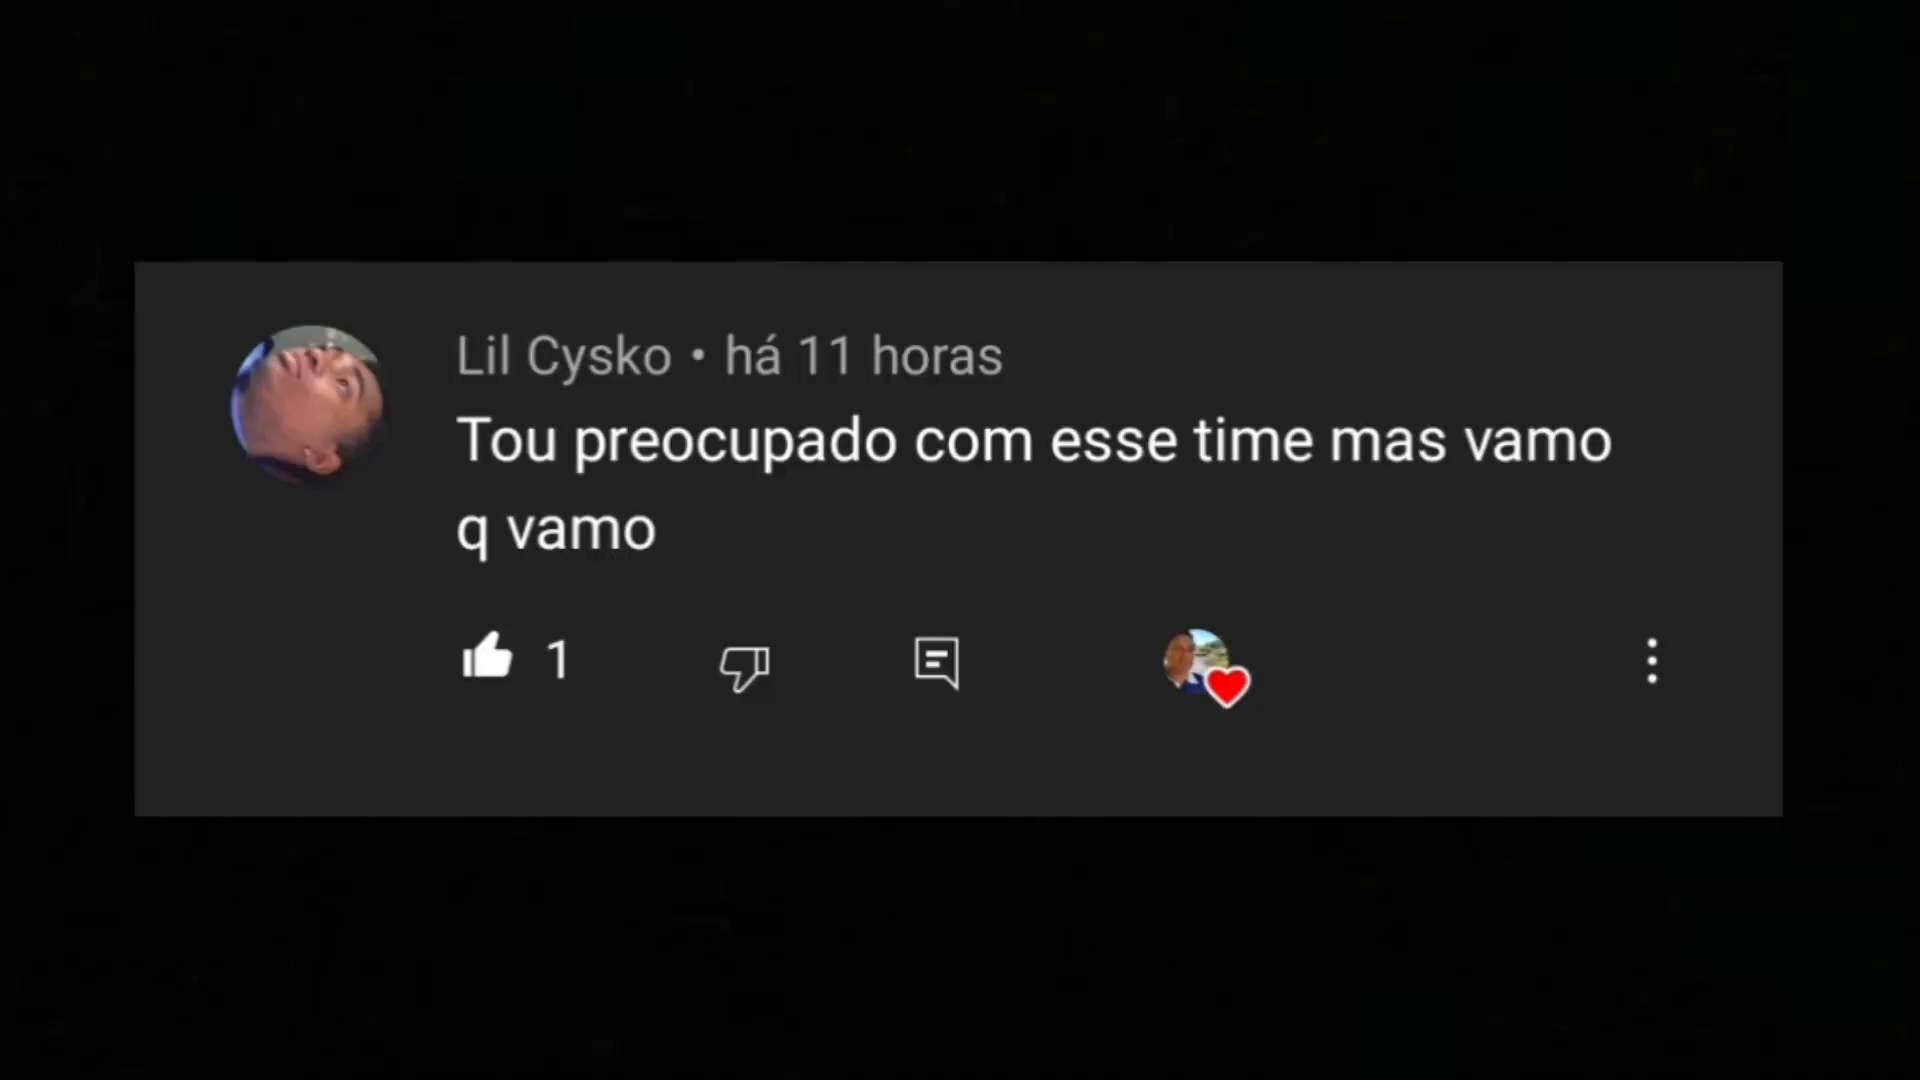 Lil Cysko • há 11 horas
Tou preocupado com esse time mas vamo
q vamo
1